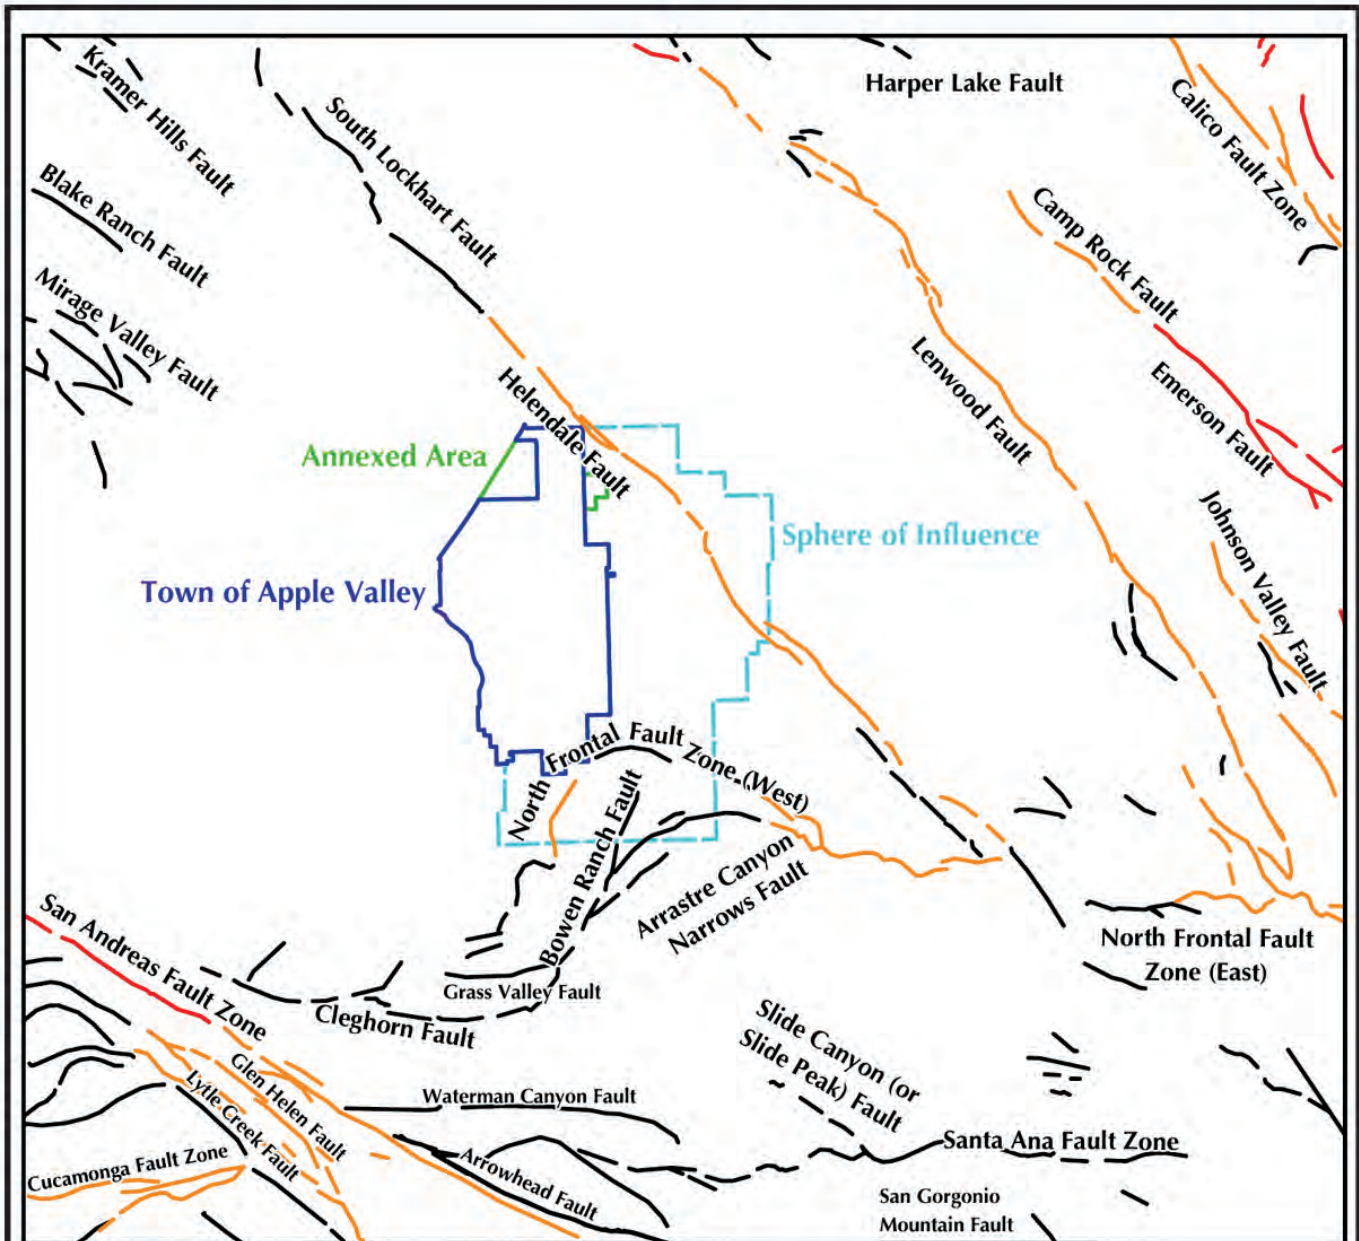 Harper Lake Fault
Kramer Hills Fault
South Lockhart Fault
Calico Fault Zone
Blake Ranch Fault
Camp Rock Fault
Mirage Valley Fault
Lenwood Fault
Emerson Fault
Helendale Fault
Annexed Area
Johnson Valley Fault
Sphere of Influence
Town of Apple Valley
North Frontal Fault Zone (West)
Bowen Ranch Fault
Arrastre Canyon
Narrows Fault
San Andreas Fault Zone
North Frontal Fault
Zone (East)
Grass Valley Fault
Cleghorn Fault
Slide Canyon (or
Slide Peak) Fault
Glen Helen Fault
Lytle Creek Fault
Waterman Canyon Fault
Santa Ana Fault Zone
Cucamonga Fault Zone
Arrowhead Fault
San Gorgonio
Mountain Fault